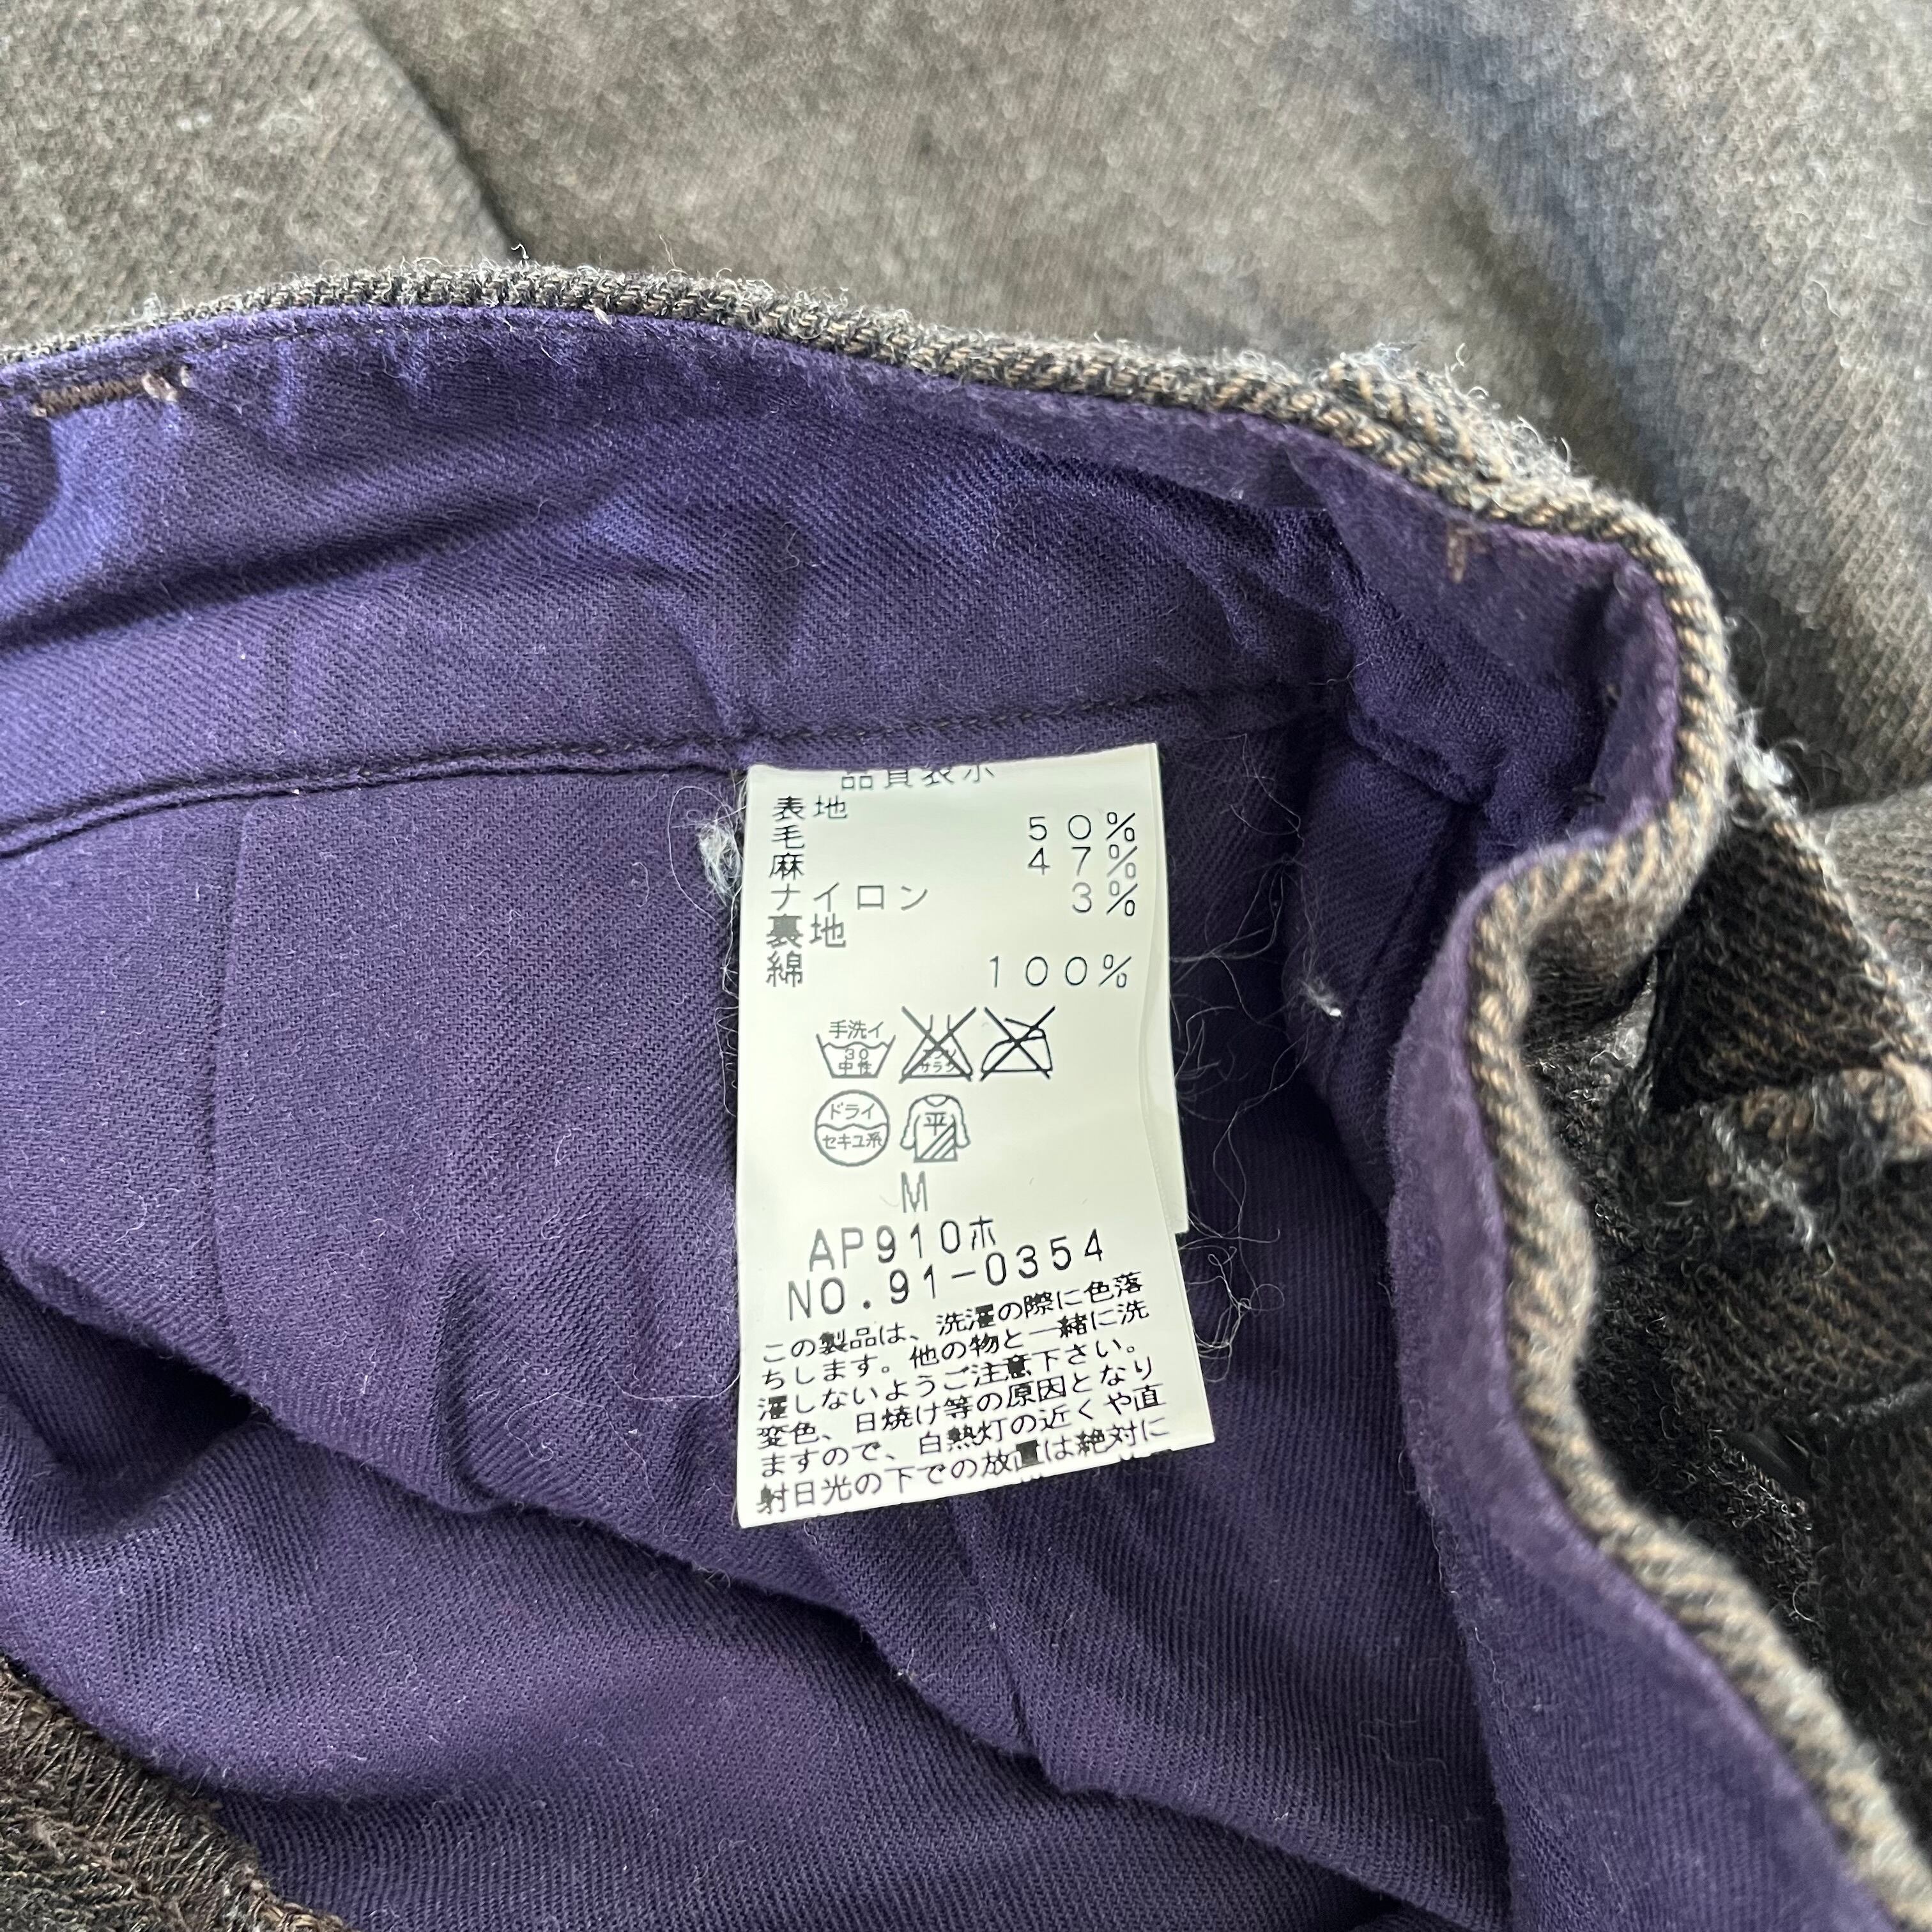 品質表示
表地
毛 50%
麻 47%
ナイロン 3%
裏地
綿 100%
手洗イ
30
中性
エンソ
サラシ
ドライ
セキユ系
平
M
AP910ホ
NO.91-0354
この製品は、洗濯の際に色落
ちします。他の物と一緒に洗
濯しないようご注意下さい。
変色、日焼け等の原因となり
ますので、白熱灯の近くや直
射日光の下での放置は絶対に